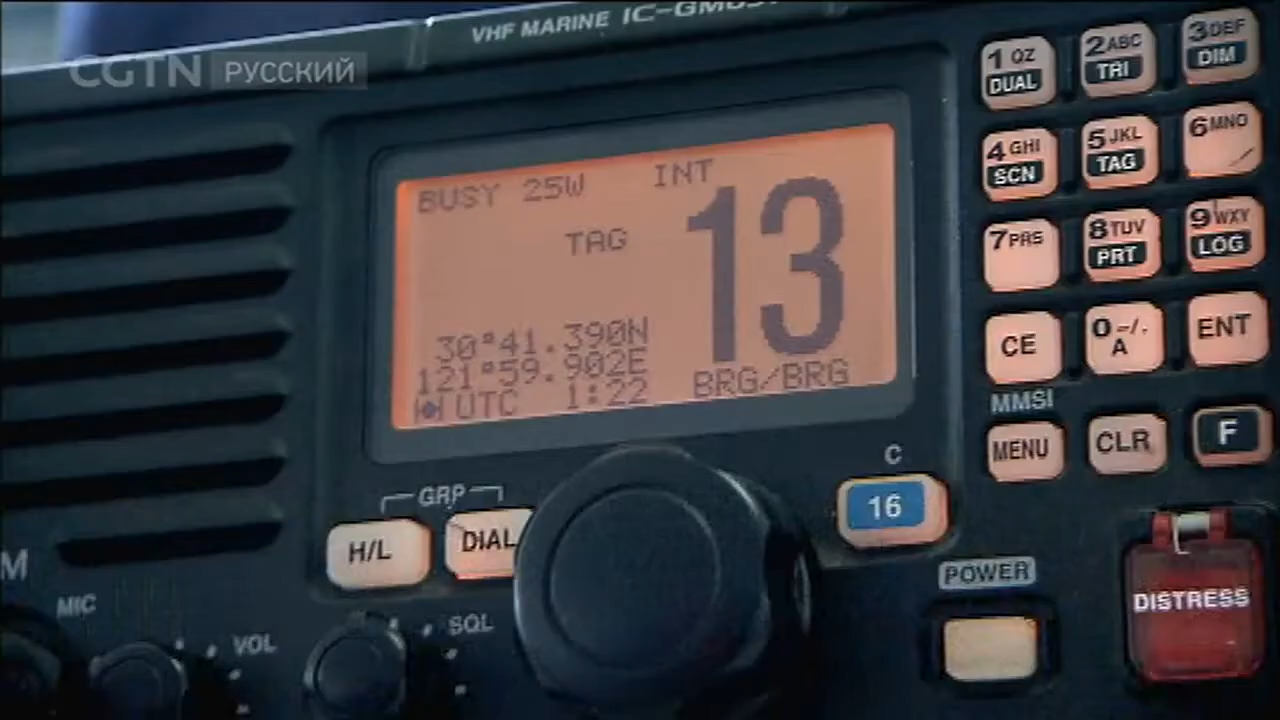 CGTN РУССКИЙ
VHF MARINE
BUSY 25W INT
TAG
13
30°41.390N
121°59.902E
UTC 1:22
BRG/BRG
1 QZ
DUAL
2 ABC
TRI
3 DEF
DIM
4 GHI
SCN
5 JKL
TAG
6 MNO
7 PRS
8 TUV
PRT
9 WXY
LOG
CE
0 -/.
A
ENT
MMSI
MENU
CLR
F
GRP
H/L
DIAL
C
16
POWER
DISTRESS
MIC
VOL
SQL